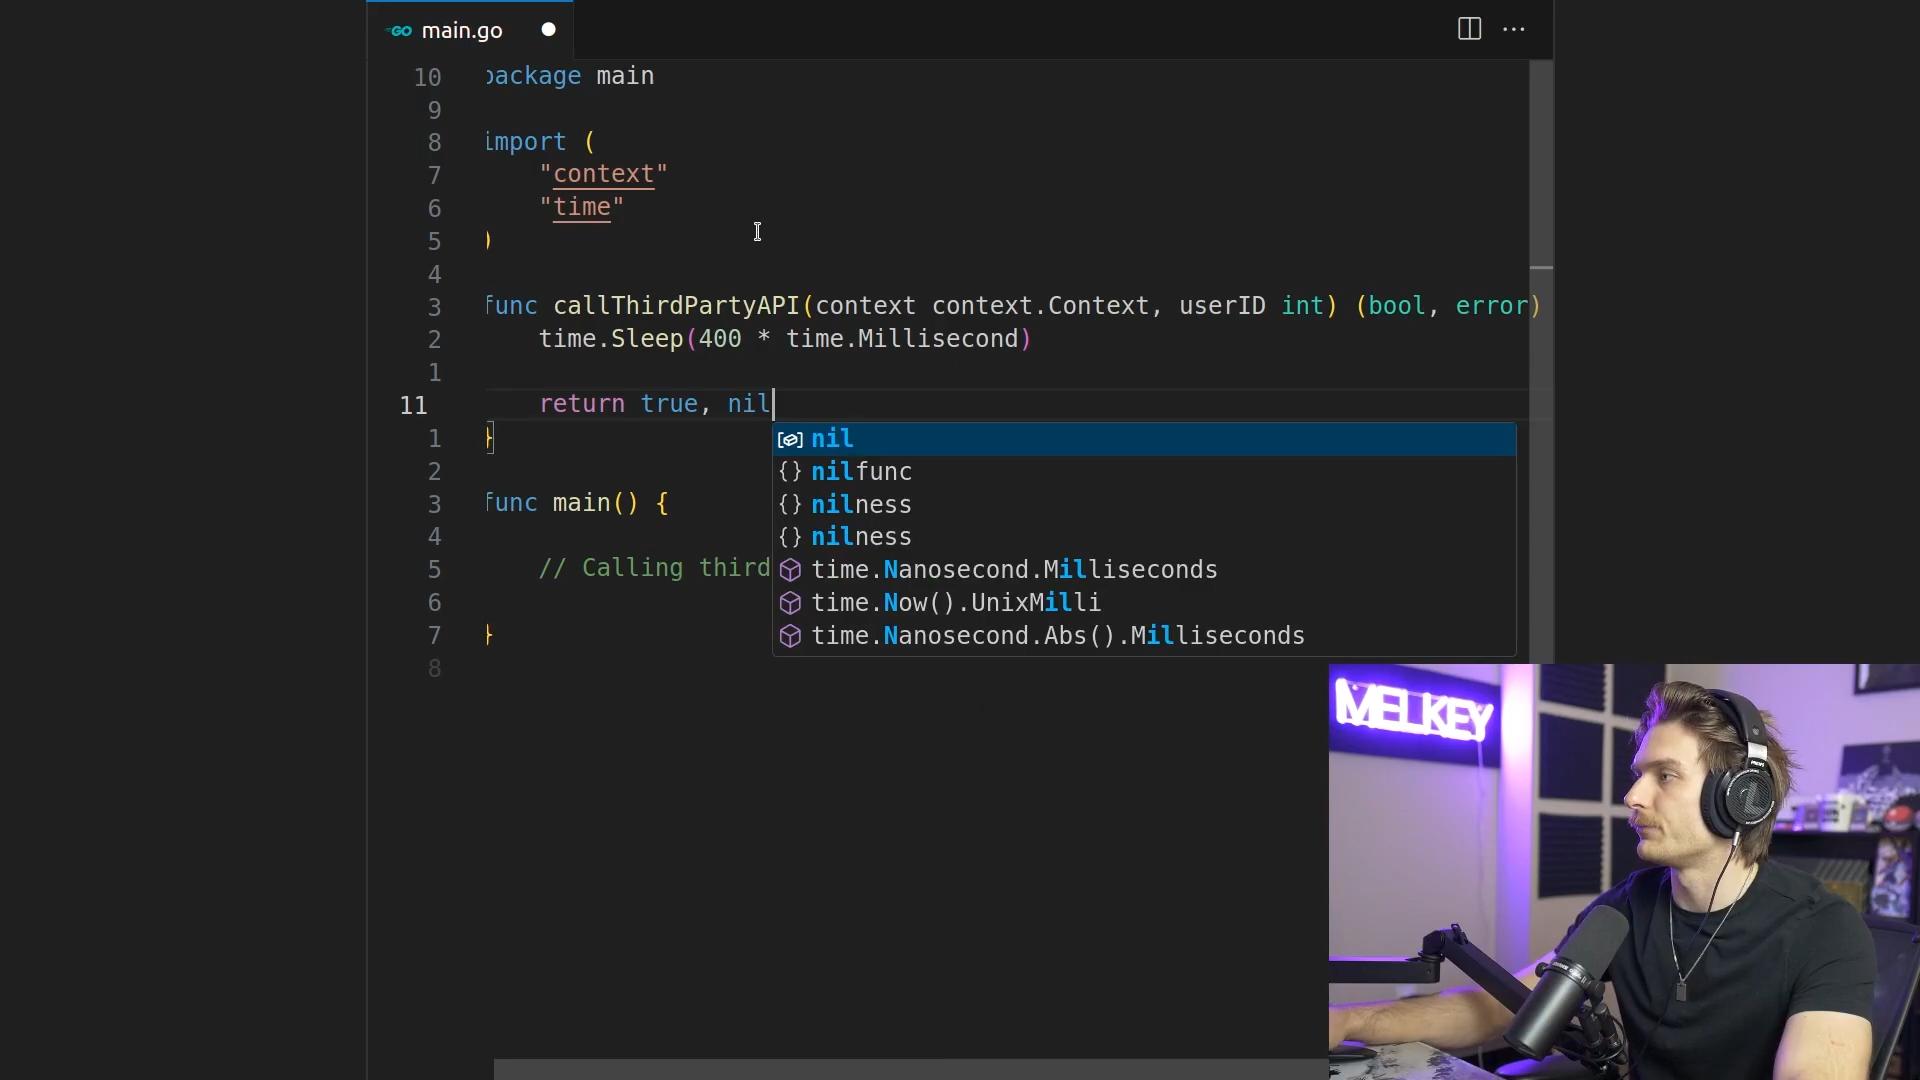 GO main.go
10 package main
9
8 import (
7 "context"
6 "time"
5 )
4
3 func callThirdPartyAPI(context context.Context, userID int) (bool, error)
2 time.Sleep(400 * time.Millisecond)
1
11 return true, nil
1 }
nil
2
{} nilfunc
3 func main() {
{} nilness
4
{} nilness
5 // Calling third
time.Nanosecond.Milliseconds
6
time.Now().UnixMilli
7 }
time.Nanosecond.Abs().Milliseconds
8
MELKEY